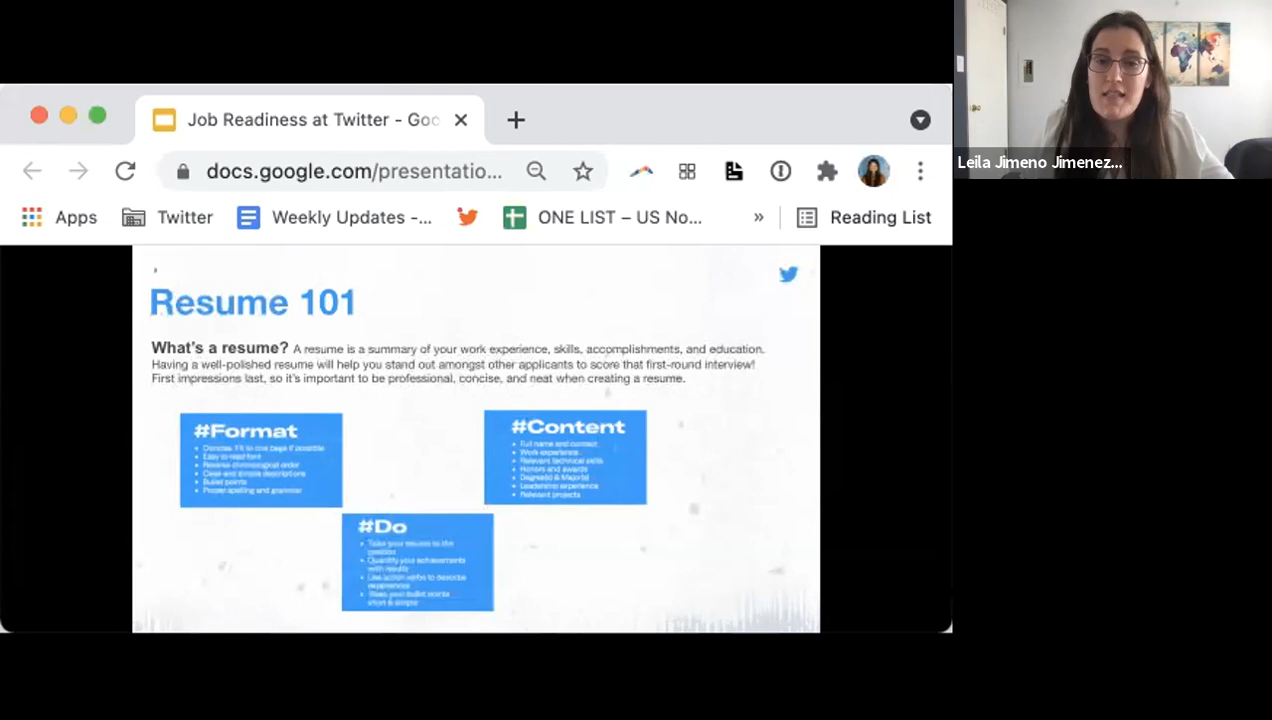 Job Readiness at Twitter - Goo
docs.google.com/presentatio...
Apps
Twitter
Weekly Updates -...
ONE LIST – US No...
»
Reading List
Leila Jimeno Jimenez...
Resume 101
What's a resume? A resume is a summary of your work experience, skills, accomplishments, and education.
Having a well-polished resume will help you stand out amongst other applicants to score that first-round interview!
First impressions last, so it's important to be professional, concise, and neat when creating a resume.
#Format
• to one page if possible
• Easy to read font
• Reverse chronological order
• Clear and simple descriptions
• Bullet points
• Proper spelling and grammar
#Content
• Full name and contact
• Work experience
• Relevant technical skills
• Honors and awards
• Degree(s) & Major(s)
• Leadership experience
• Relevant projects
#Do
• your resume to the
position
• Quantify your achievements
with results
• Use action verbs to describe
experiences
• Keep your bullet points
short & simple